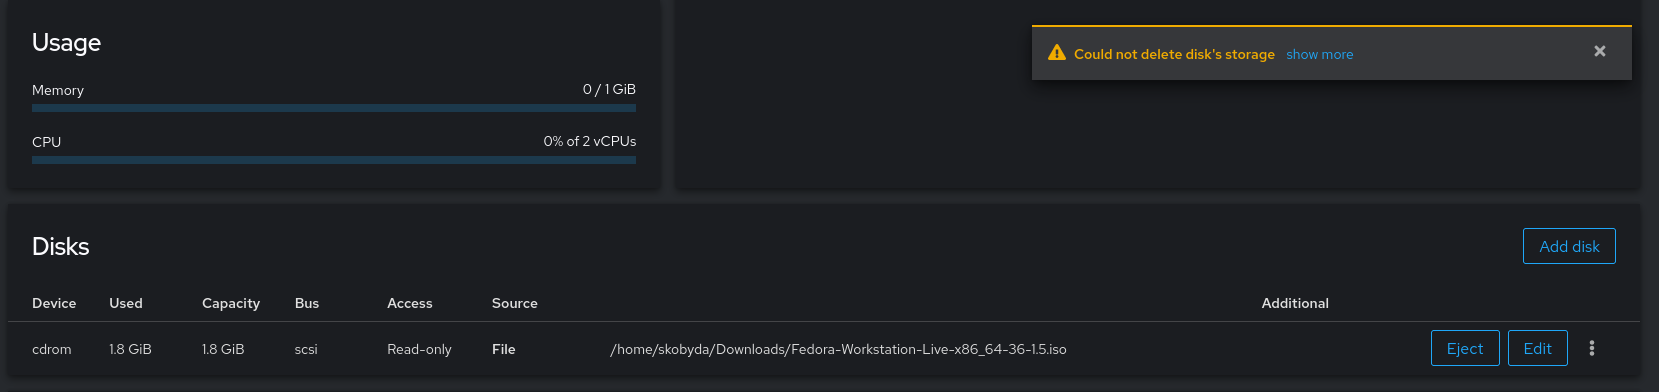 Usage
Could not delete disk's storage show more
Memory 0 / 1 GiB
CPU 0% of 2 vCPUs
Disks Add disk
Device Used Capacity Bus Access Source Additional
cdrom 1.8 GiB 1.8 GiB scsi Read-only File /home/skobyda/Downloads/Fedora-Workstation-Live-x86_64-36-1.5.iso Eject Edit